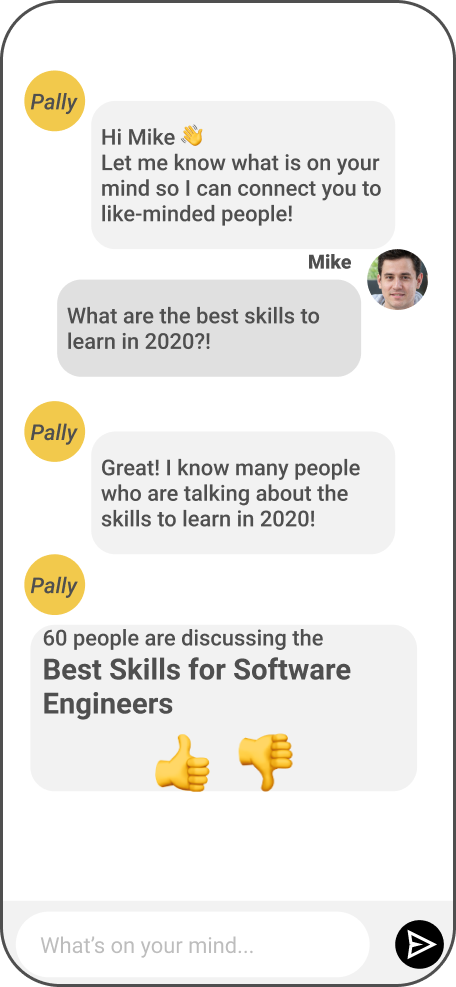 Pally
Hi Mike 👋
Let me know what is on your
mind so I can connect you to
like-minded people!
Mike
What are the best skills to
learn in 2020?!
Pally
Great! I know many people
who are talking about the
skills to learn in 2020!
Pally
60 people are discussing the
Best Skills for Software
Engineers
👍 👎
What's on your mind...